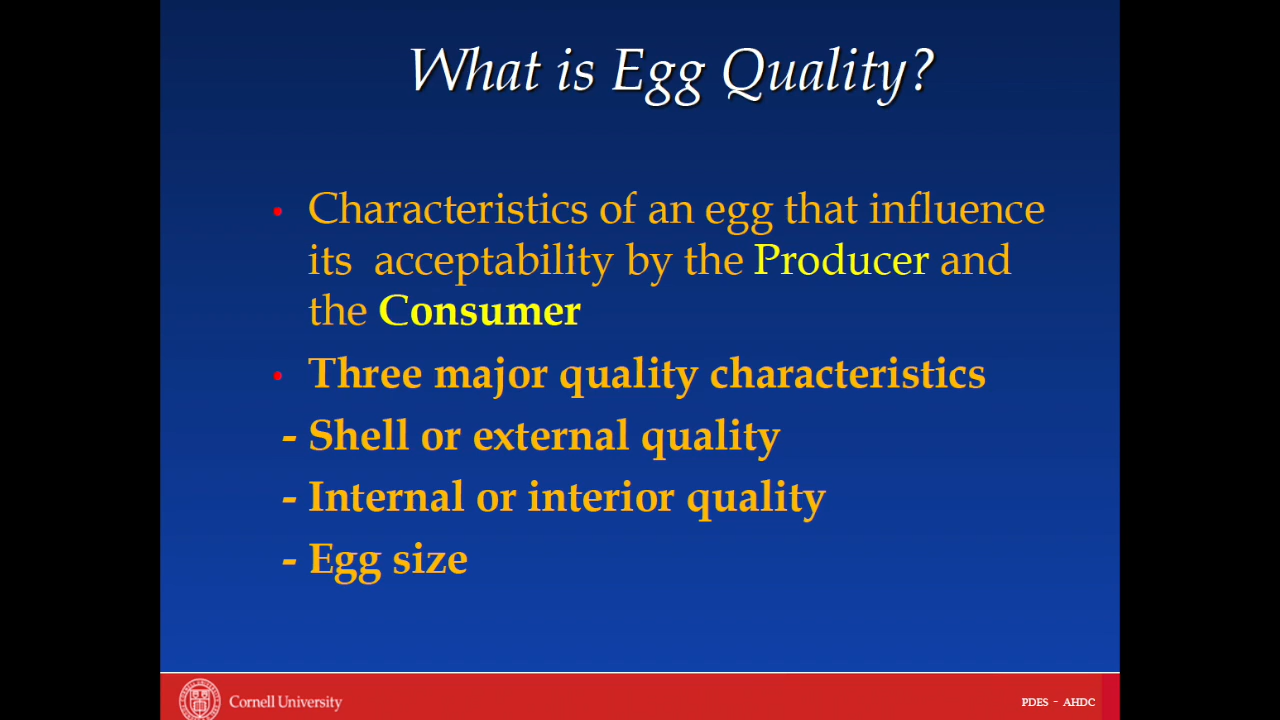 What is Egg Quality?
• Characteristics of an egg that influence
its acceptability by the Producer and
the Consumer
• Three major quality characteristics
- Shell or external quality
- Internal or interior quality
- Egg size
Cornell University
PDES - AHDC